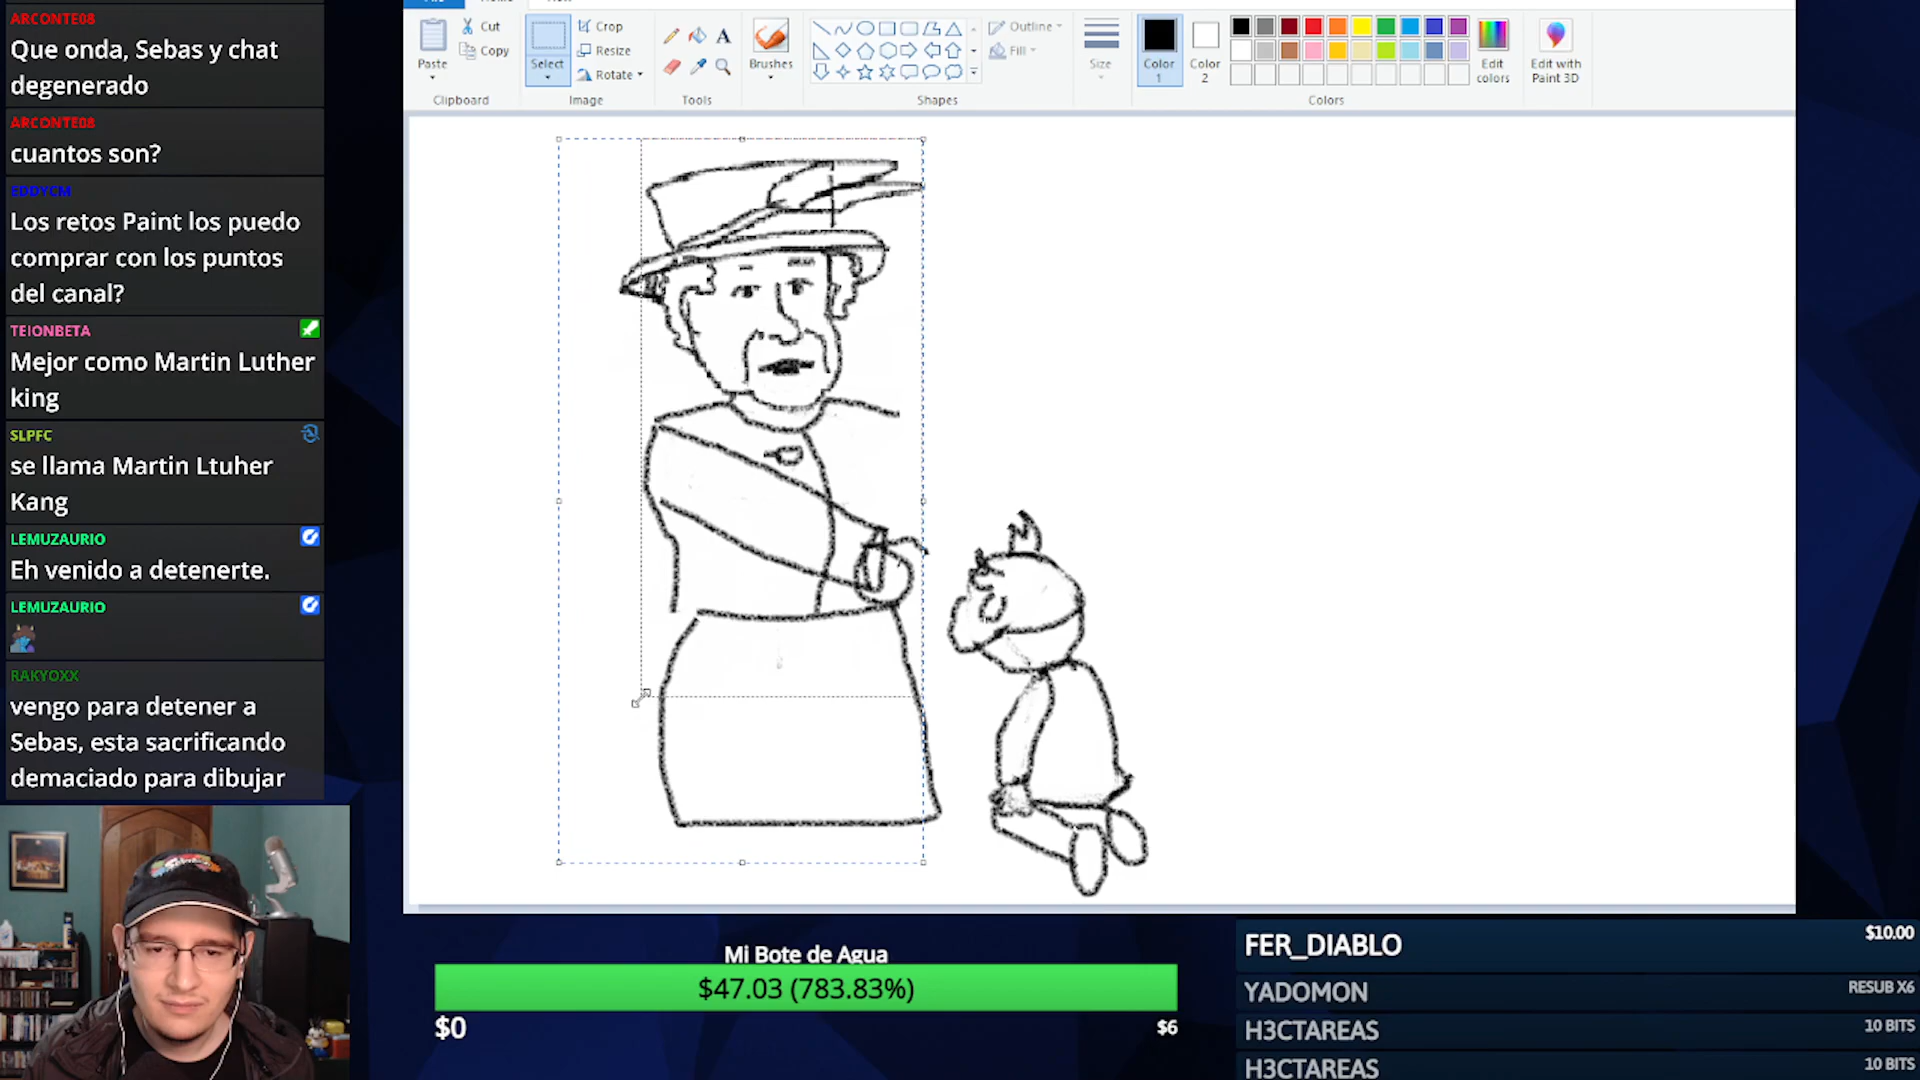 ARCONTE08
Que onda, Sebas y chat
degenerado
ARCONTE08
cuantos son?
EDDYCM
Los retos Paint los puedo
comprar con los puntos
del canal?
TEIONBETA
Mejor como Martin Luther
king
SLPFC
se llama Martin Ltuher
Kang
LEMUZAURIO
Eh venido a detenerte.
LEMUZAURIO
RAKYOXX
vengo para detener a
Sebas, esta sacrificando
demaciado para dibujar
Paste
Cut
Copy
Clipboard
Select
Crop
Resize
Rotate
Image
A
Tools
Brushes
Outline
Fill
Shapes
Size
Color
1
Color
2
Edit
colors
Colors
Edit with
Paint 3D
Mi Bote de Agua
$47.03 (783.83%)
$0
$6
FER_DIABLO
$10.00
YADOMON
RESUB X6
H3CTAREAS
10 BITS
H3CTAREAS
10 BITS